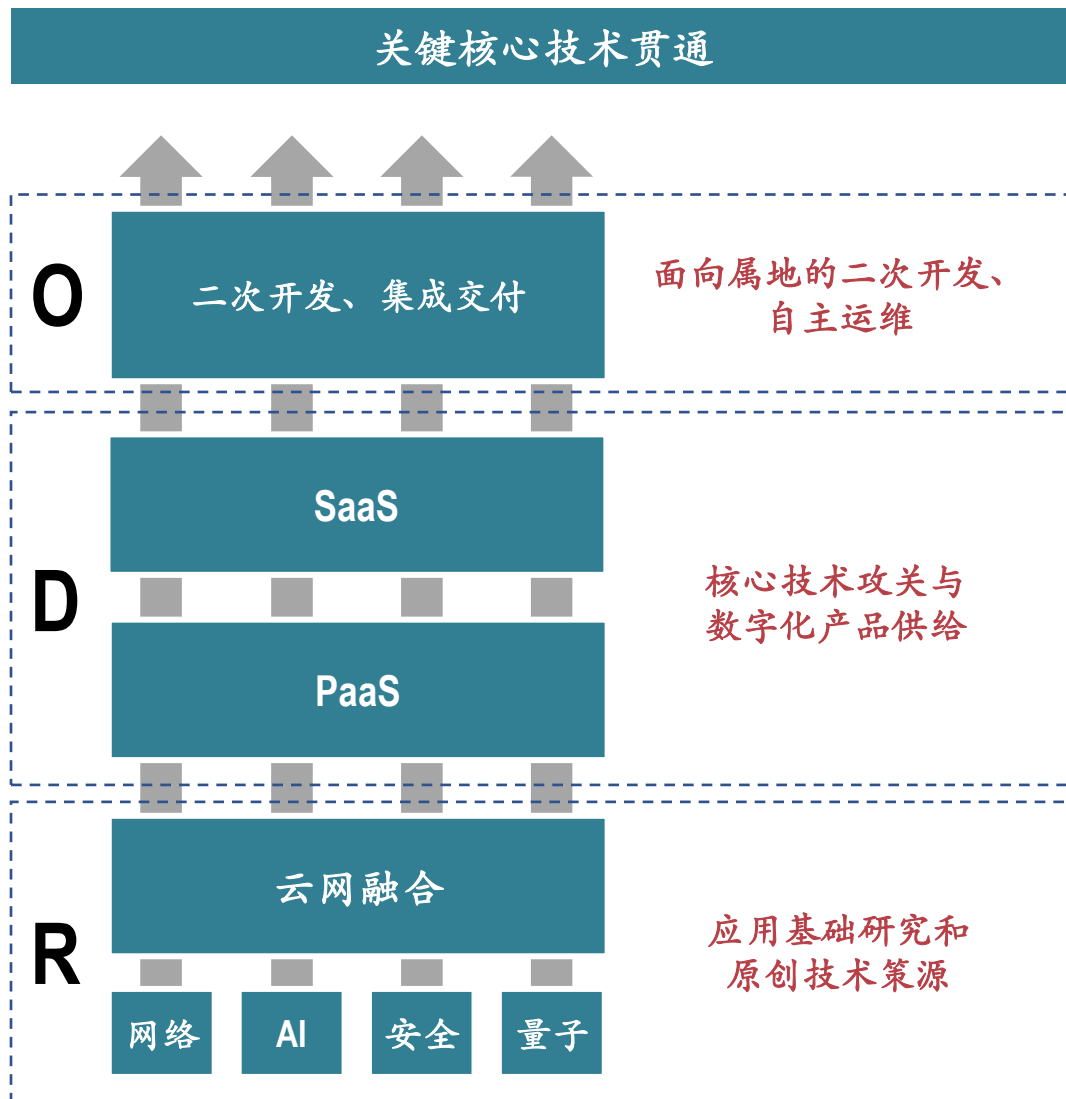 关键核心技术贯通
O
二次开发、集成交付
面向属地的二次开发、
自主运维
SaaS
D
核心技术攻关与
数字化产品供给
PaaS
云网融合
R
应用基础研究和
原创技术策源
网络
AI
安全
量子